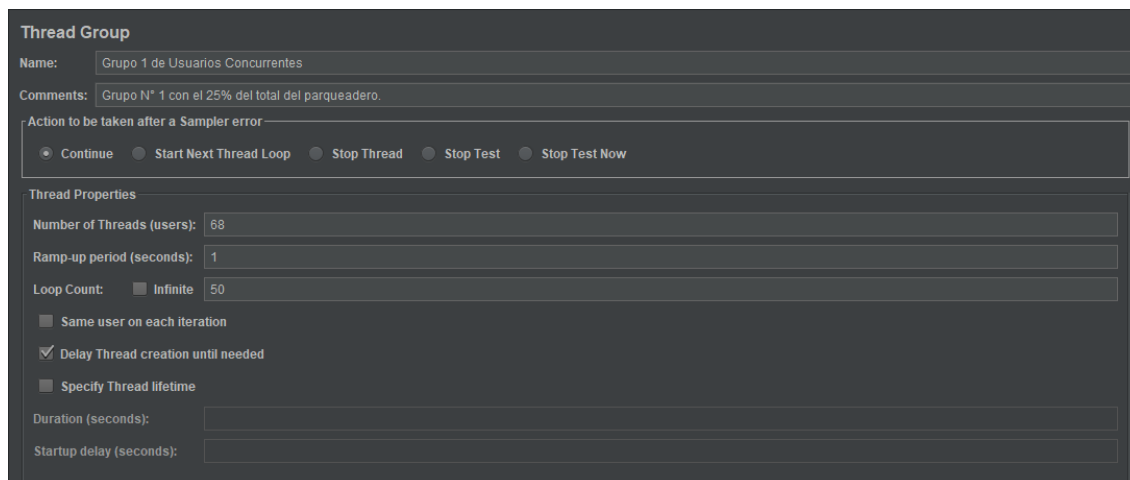 Thread Group
Name: Grupo 1 de Usuarios Concurrentes
Comments: Grupo N° 1 con el 25% del total del parqueadero.
Action to be taken after a Sampler error
Continue Start Next Thread Loop Stop Thread Stop Test Stop Test Now
Thread Properties
Number of Threads (users): 68
Ramp-up period (seconds): 1
Loop Count: Infinite 50
Same user on each iteration
Delay Thread creation until needed
Specify Thread lifetime
Duration (seconds):
Startup delay (seconds):